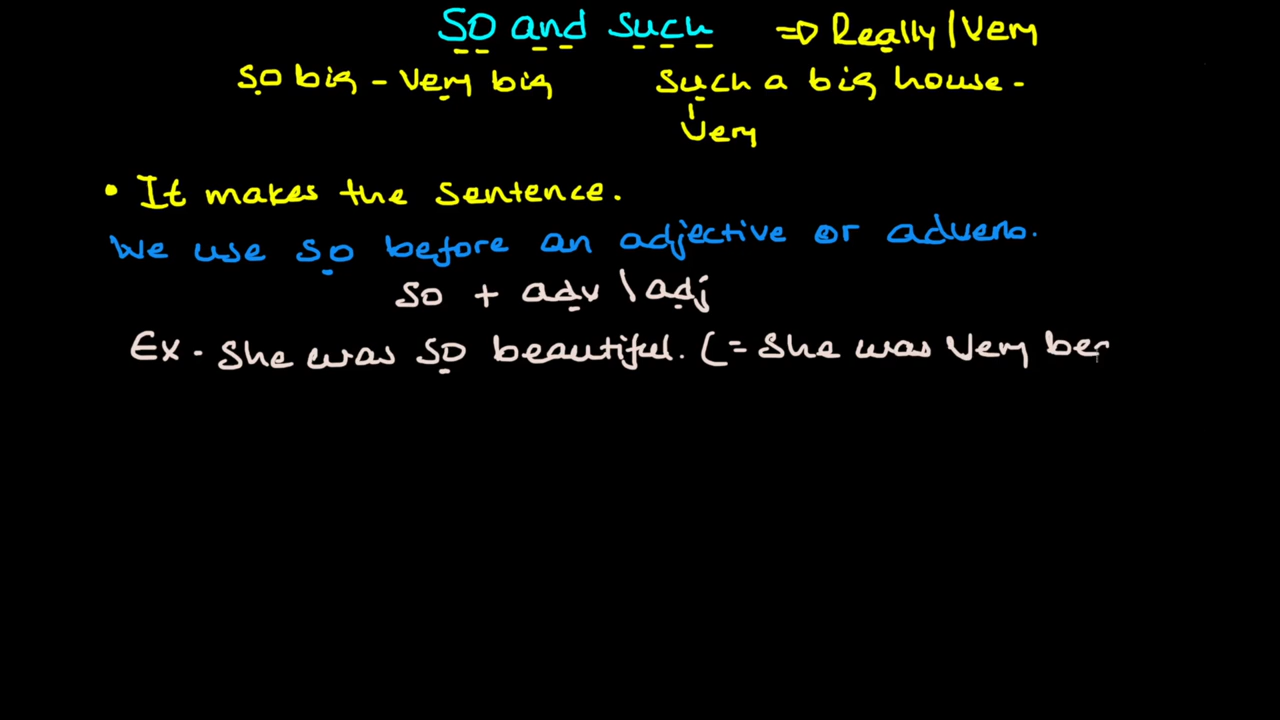 So and such => Really/Very
so big - very big such a big house -
Very
• It makes the sentence.
We use so before an adjective or adverb.
so + adv \ adj
Ex - She was so beautiful. (= She was very be